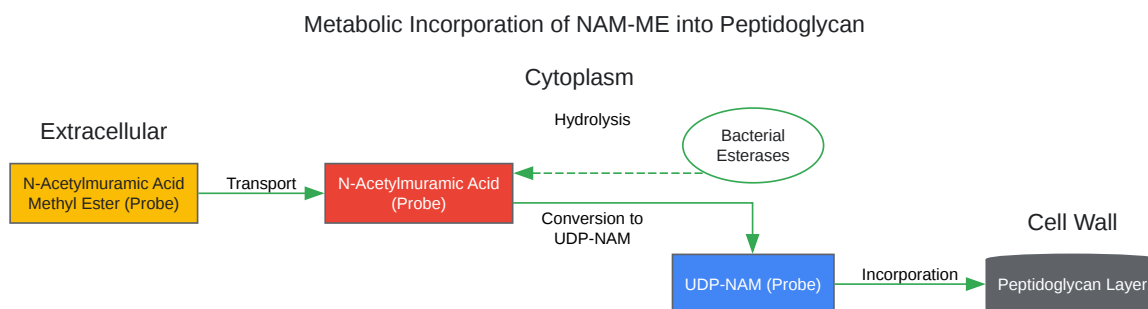 Metabolic Incorporation of NAM-ME into Peptidoglycan
Cytoplasm
Hydrolysis
Extracellular
Bacterial
Esterases
N-Acetylmuramic Acid
Methyl Ester (Probe)
Transport
N-Acetylmuramic Acid
(Probe)
Conversion to
UDP-NAM
Cell Wall
UDP-NAM (Probe)
Incorporation
Peptidoglycan Layer